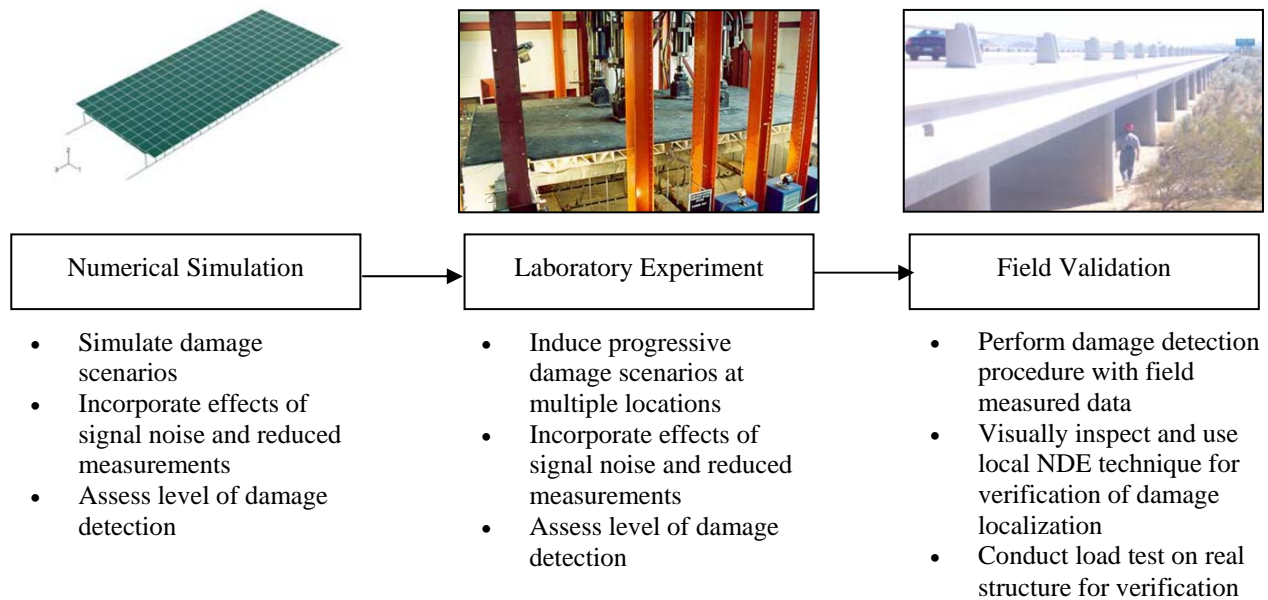 Numerical Simulation
Laboratory Experiment
Field Validation
• Simulate damage
scenarios
• Incorporate effects of
signal noise and reduced
measurements
• Assess level of damage
detection
• Induce progressive
damage scenarios at
multiple locations
• Incorporate effects of
signal noise and reduced
measurements
• Assess level of damage
detection
• Perform damage detection
procedure with field
measured data
• Visually inspect and use
local NDE technique for
verification of damage
localization
• Conduct load test on real
structure for verification